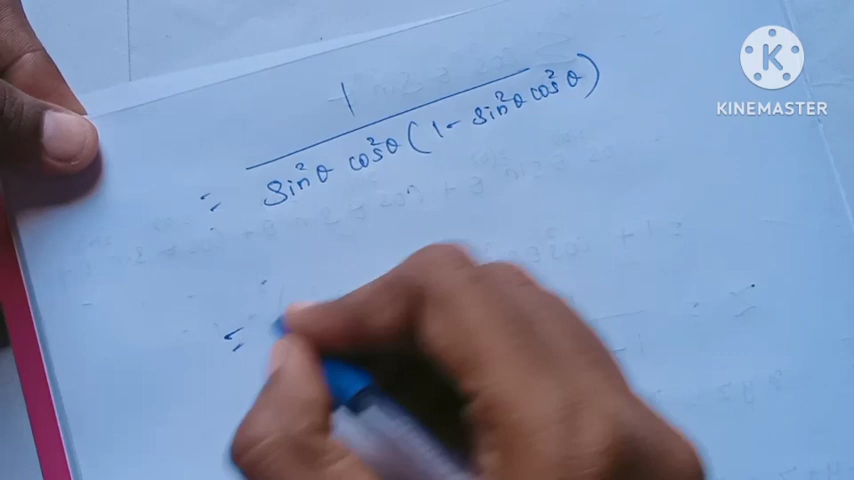 K
KINEMASTER
1
= sin²θ cos²θ (1 - sin²θ cos²θ)
=